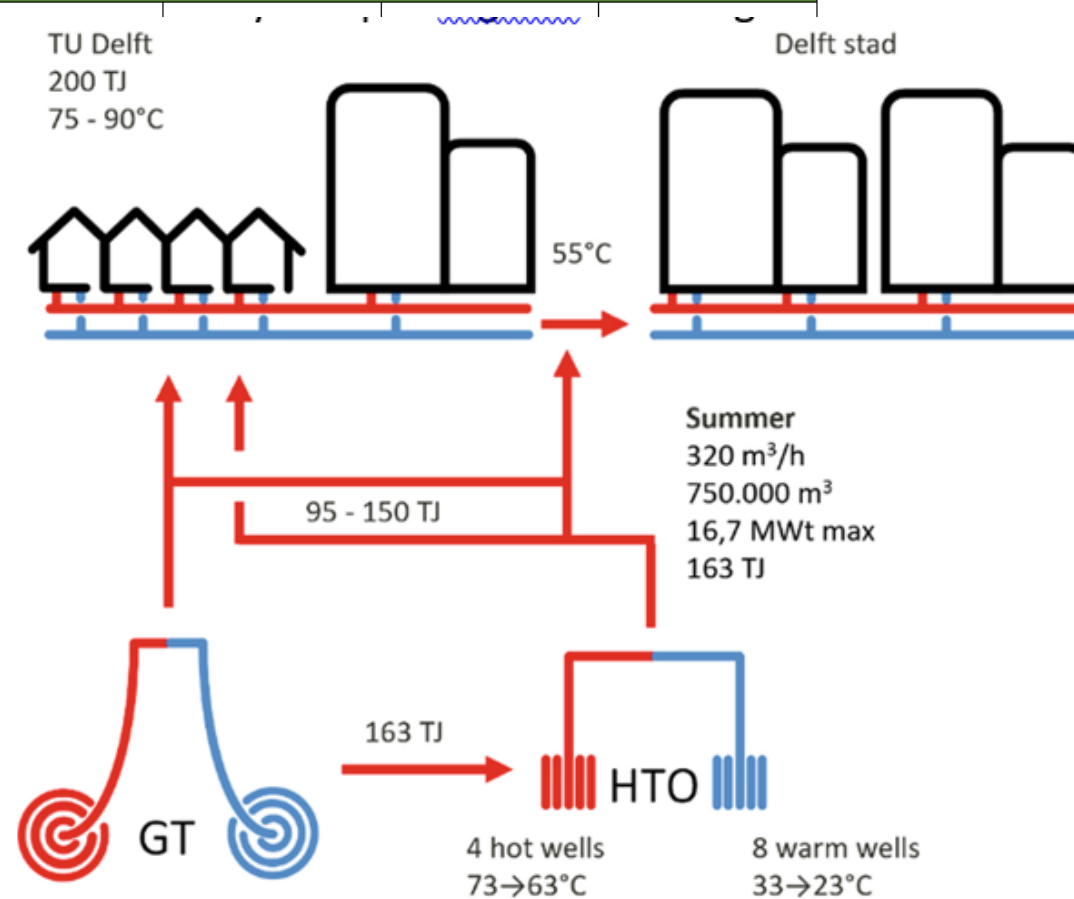 TU Delft
200 TJ
75 - 90°C
Delft stad
55°C
Summer
320 m³/h
750.000 m³
16,7 MWt max
163 TJ
95 - 150 TJ
163 TJ
GT
HTO
4 hot wells
73→63°C
8 warm wells
33→23°C